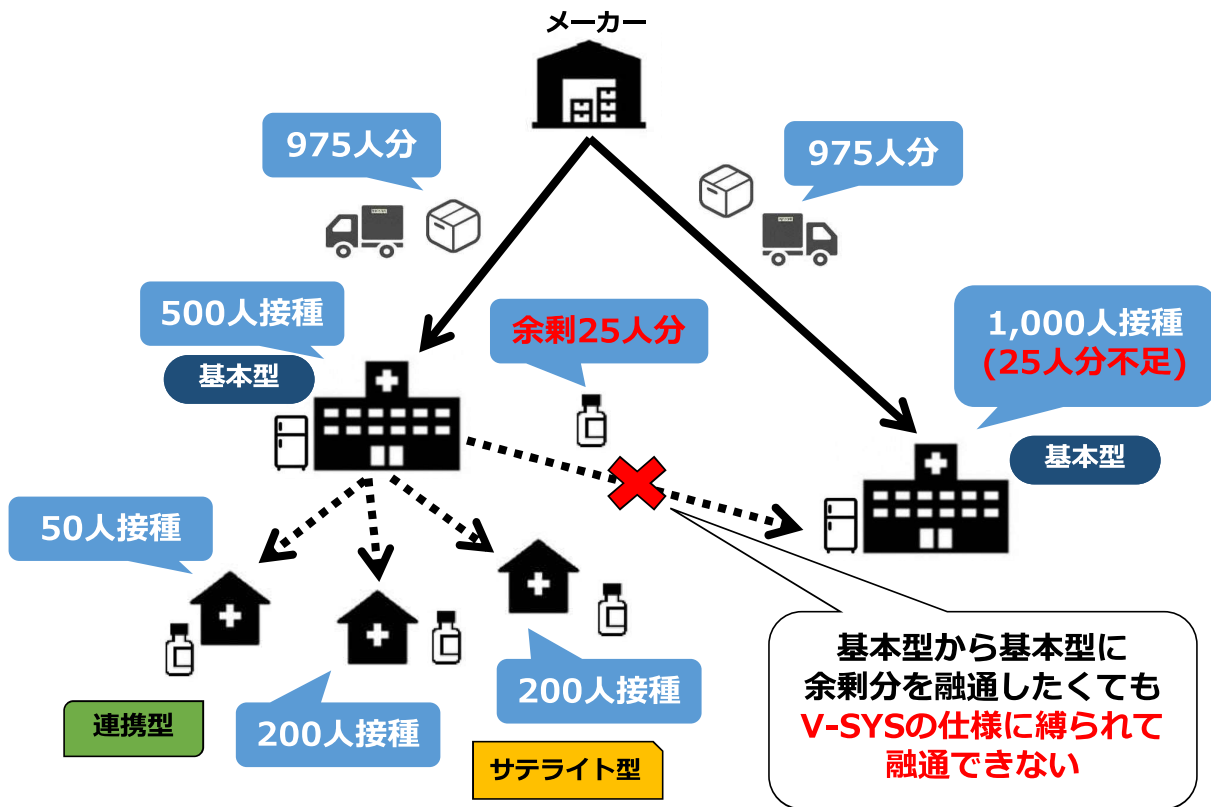 メーカー
975人分
975人分
500人接種
基本型
余剰25人分
1,000人接種
(25人分不足)
基本型
50人接種
200人接種
200人接種
連携型
サテライト型
基本型から基本型に
余剰分を融通したくても
V-SYSの仕様に縛られて
融通できない